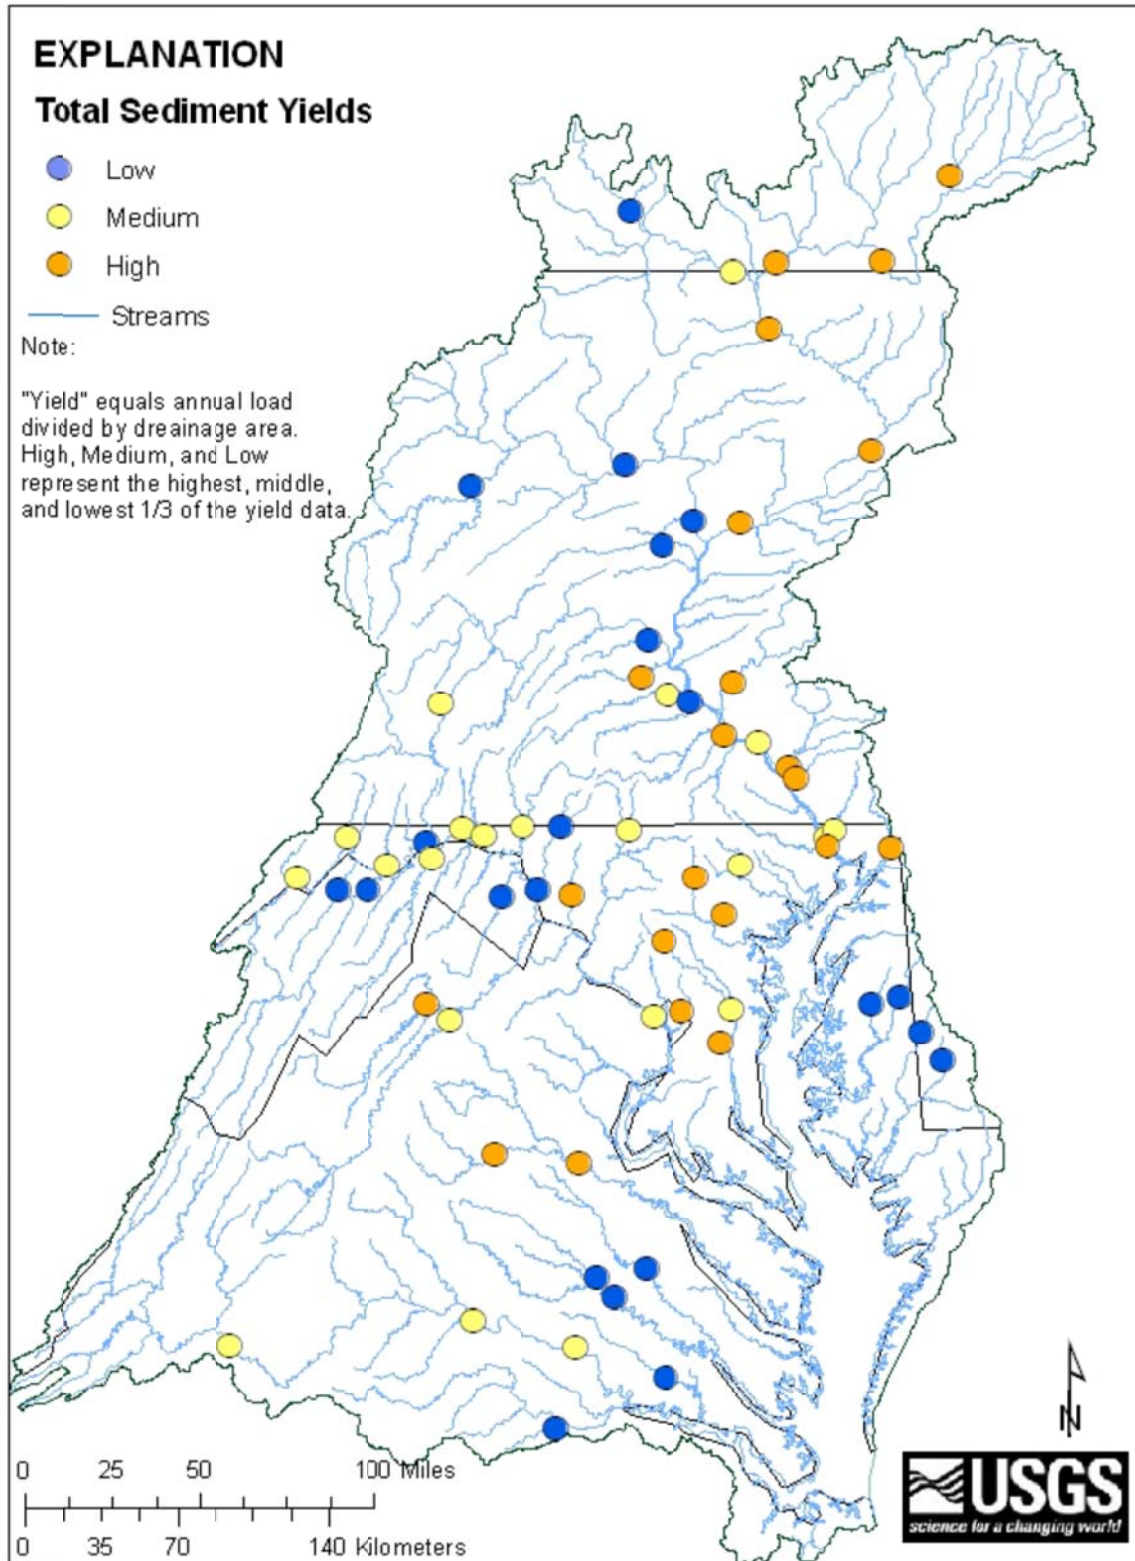 EXPLANATION
Total Sediment Yields
Low
Medium
High
Streams
Note:
"Yield" equals annual load
divided by dreainage area.
High, Medium, and Low
represent the highest, middle,
and lowest 1/3 of the yield data.
0 25 50 100 Miles
0 35 70 140 Kilometers
N
USGS
science for a changing world